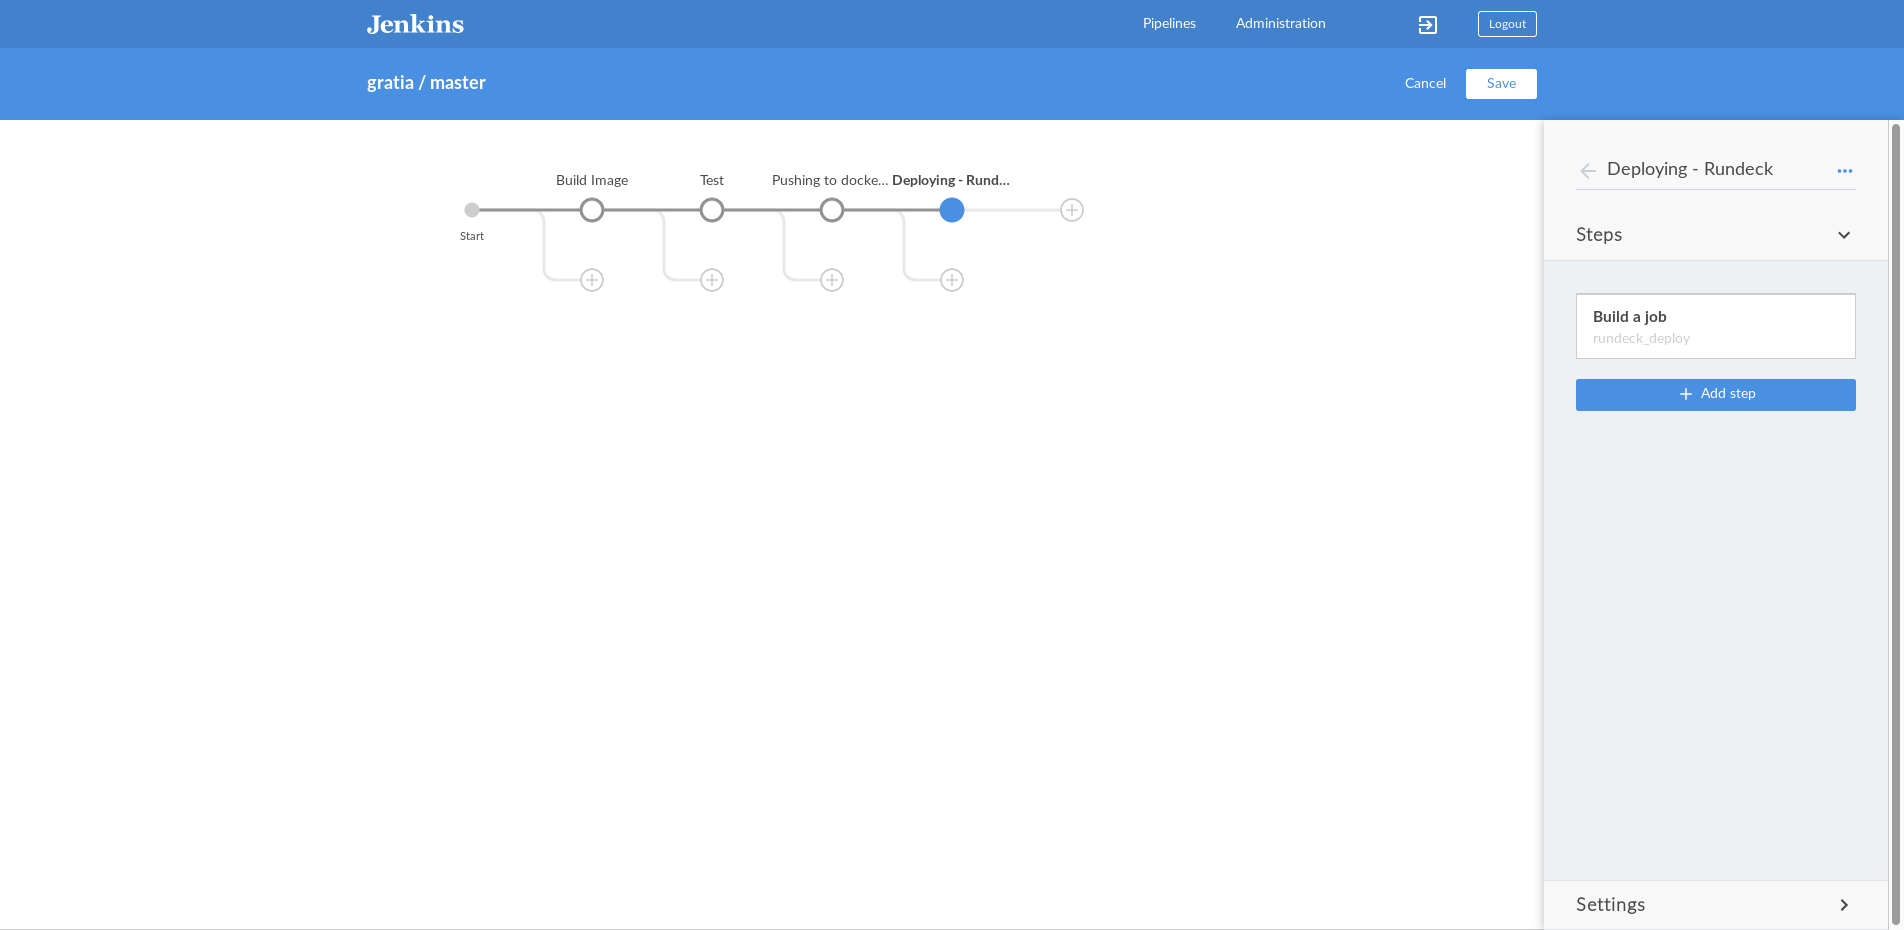 Jenkins
Pipelines
Administration
Logout
gratia / master
Cancel
Save
Build Image
Test
Pushing to docke...
Deploying - Rund...
Start
Deploying - Rundeck
Steps
Build a job
rundeck_deploy
Add step
Settings